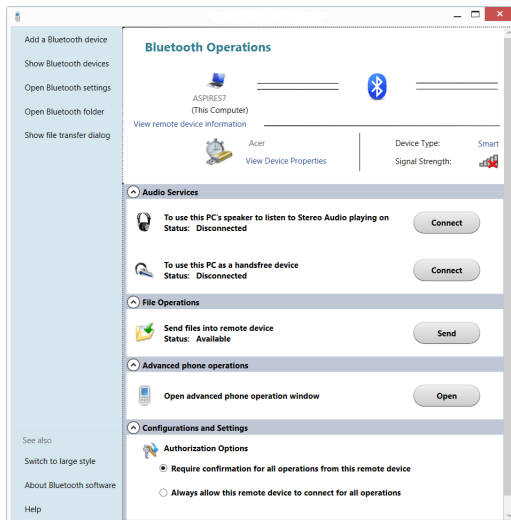 Add a Bluetooth device
Show Bluetooth devices
Open Bluetooth settings
Open Bluetooth folder
Show file transfer dialog
See also
Switch to large style
About Bluetooth software
Help
Bluetooth Operations
ASPIRES7
(This Computer)
View remote device information
Acer
View Device Properties
Device Type: Smart
Signal Strength:
Audio Services
To use this PC's speaker to listen to Stereo Audio playing on
Status: Disconnected
Connect
To use this PC as a handsfree device
Status: Disconnected
Connect
File Operations
Send files into remote device
Status: Available
Send
Advanced phone operations
Open advanced phone operation window
Open
Configurations and Settings
Authorization Options
Require confirmation for all operations from this remote device
Always allow this remote device to connect for all operations